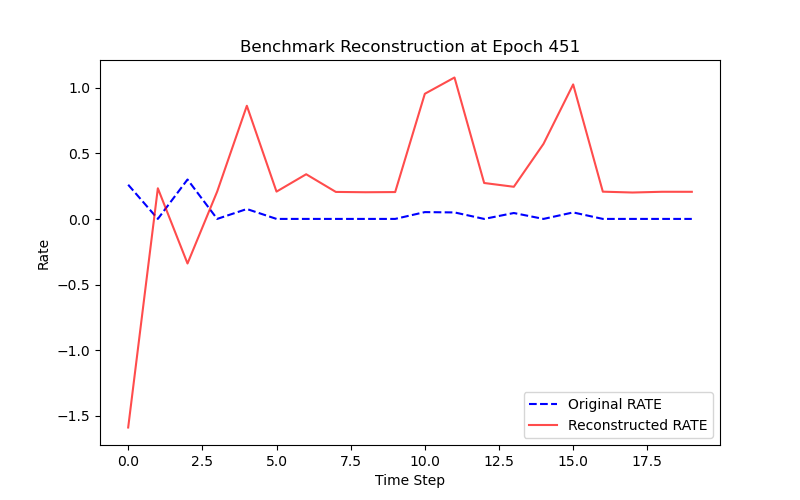 Benchmark Reconstruction at Epoch 451
1.0
0.5
0.0
−0.5
−1.0
−1.5
Rate
0.0 2.5 5.0 7.5 10.0 12.5 15.0 17.5
Time Step
Original RATE
Reconstructed RATE